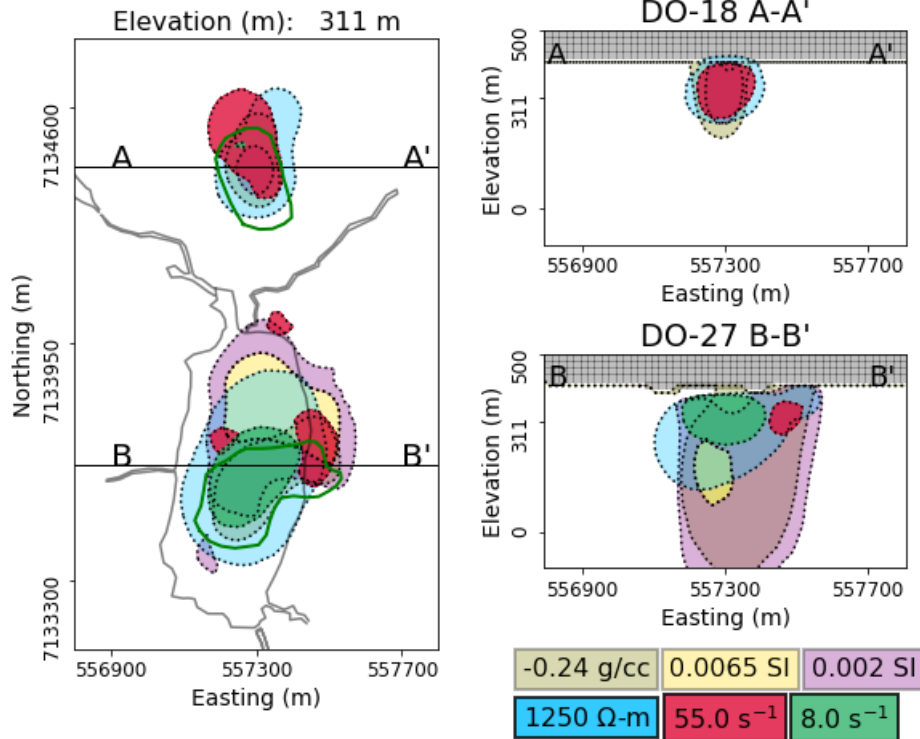 Elevation (m): 311 m
7134600
7133950
7133300
Northing (m)
A A'
B B'
556900 557300 557700
Easting (m)
DO-18 A-A'
500
311
0
Elevation (m)
A A'
556900 557300 557700
Easting (m)
DO-27 B-B'
500
311
0
Elevation (m)
B B'
556900 557300 557700
Easting (m)
-0.24 g/cc 0.0065 SI 0.002 SI
1250 Ω-m 55.0 s⁻¹ 8.0 s⁻¹